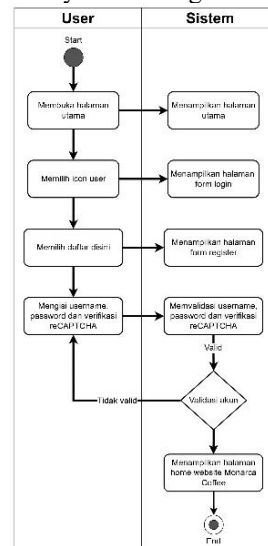 User
Sistem
Start
Membuka halaman
utama
Menampilkan halaman
utama
Memilih icon user
Menampilkan halaman
form login
Memilih daftar disini
Menampilkan halaman
form register
Mengisi username,
password dan verifikasi
reCAPTCHA
Memvalidasi username,
password dan verifikasi
reCAPTCHA
Valid
Tidak valid
Validasi akun
Menampilkan halaman
home website Monarca
Coffee
End